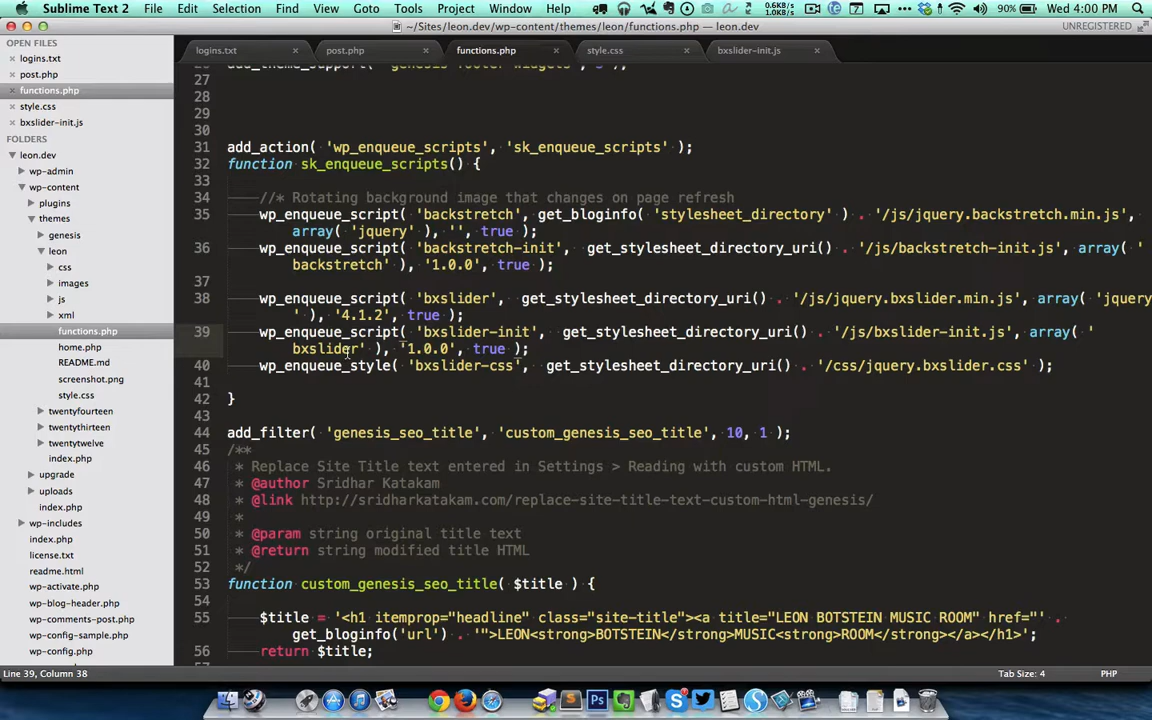 Sublime Text 2 File Edit Selection Find View Goto Tools Project Window Help 0.6KB/s 1.0KB/s 7 90% Wed 4:00 PM
~/Sites/leon.dev/wp-content/themes/leon/functions.php — leon.dev UNREGISTERED
OPEN FILES
logins.txt
post.php
functions.php
style.css
bxslider-init.js
FOLDERS
leon.dev
wp-admin
wp-content
plugins
themes
genesis
leon
css
images
js
xml
functions.php
home.php
README.md
screenshot.png
style.css
twentyfourteen
twentythirteen
twentytwelve
index.php
upgrade
uploads
index.php
wp-includes
index.php
license.txt
readme.html
wp-activate.php
wp-blog-header.php
wp-comments-post.php
wp-config-sample.php
wp-config.php
logins.txt post.php functions.php style.css bxslider-init.js
26 add_theme_support( 'genesis-footer-widgets', 3 );
27
28
29
30
31 add_action( 'wp_enqueue_scripts', 'sk_enqueue_scripts' );
32 function sk_enqueue_scripts() {
33
34 //* Rotating background image that changes on page refresh
35 wp_enqueue_script( 'backstretch', get_bloginfo( 'stylesheet_directory' ) . '/js/jquery.backstretch.min.js',
array( 'jquery' ), '', true );
36 wp_enqueue_script( 'backstretch-init', get_stylesheet_directory_uri() . '/js/backstretch-init.js', array( '
backstretch' ), '1.0.0', true );
37
38 wp_enqueue_script( 'bxslider', get_stylesheet_directory_uri() . '/js/jquery.bxslider.min.js', array( 'jquery
' ), '4.1.2', true );
39 wp_enqueue_script( 'bxslider-init', get_stylesheet_directory_uri() . '/js/bxslider-init.js', array( '
bxslider' ), '1.0.0', true );
40 wp_enqueue_style( 'bxslider-css', get_stylesheet_directory_uri() . '/css/jquery.bxslider.css' );
41
42 }
43
44 add_filter( 'genesis_seo_title', 'custom_genesis_seo_title', 10, 1 );
45 /**
46 * Replace Site Title text entered in Settings > Reading with custom HTML.
47 * @author Sridhar Katakam
48 * @link http://sridharkatakam.com/replace-site-title-text-custom-html-genesis/
49 *
50 * @param string original title text
51 * @return string modified title HTML
52 */
53 function custom_genesis_seo_title( $title ) {
54
55 $title = '<h1 itemprop="headline" class="site-title"><a title="LEON BOTSTEIN MUSIC ROOM" href="' .
get_bloginfo('url') . '">LEON<strong>BOTSTEIN</strong>MUSIC<strong>ROOM</strong></a></h1>';
56 return $title;
57
Line 39, Column 38 Tab Size: 4 PHP